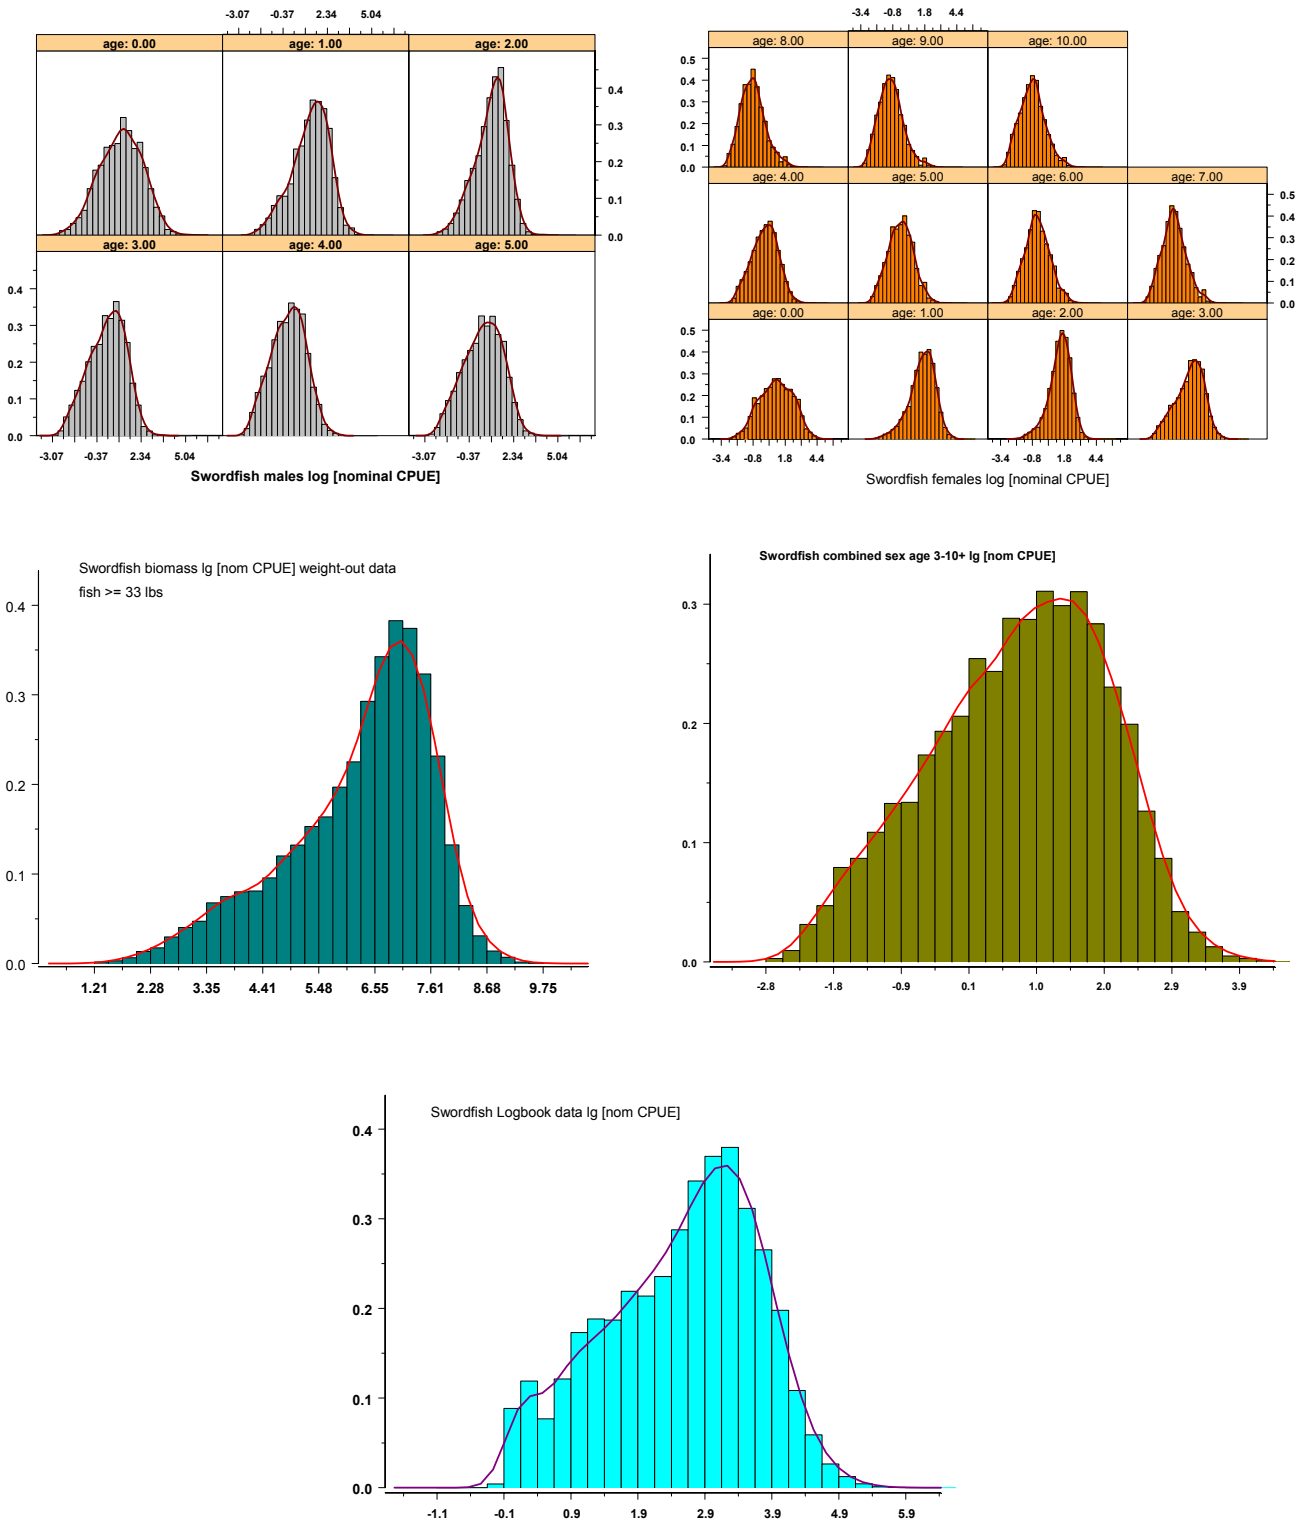 -3.07 -0.37 2.34 5.04
age: 0.00 age: 1.00 age: 2.00
0.4
0.3
0.2
0.1
0.0
age: 3.00 age: 4.00 age: 5.00
0.4
0.3
0.2
0.1
0.0
-3.07 -0.37 2.34 5.04 -3.07 -0.37 2.34 5.04
Swordfish males log [nominal CPUE]
-3.4 -0.8 1.8 4.4
age: 8.00 age: 9.00 age: 10.00
0.5
0.4
0.3
0.2
0.1
0.0
age: 4.00 age: 5.00 age: 6.00 age: 7.00
0.5
0.4
0.3
0.2
0.1
0.0
age: 0.00 age: 1.00 age: 2.00 age: 3.00
0.5
0.4
0.3
0.2
0.1
0.0
-3.4 -0.8 1.8 4.4 -3.4 -0.8 1.8 4.4
Swordfish females log [nominal CPUE]
Swordfish biomass lg [nom CPUE] weight-out data
fish >= 33 lbs
0.4
0.3
0.2
0.1
0.0
1.21 2.28 3.35 4.41 5.48 6.55 7.61 8.68 9.75
Swordfish combined sex age 3-10+ lg [nom CPUE]
0.3
0.2
0.1
0.0
-2.8 -1.8 -0.9 0.1 1.0 2.0 2.9 3.9
Swordfish Logbook data lg [nom CPUE]
0.4
0.3
0.2
0.1
0.0
-1.1 -0.1 0.9 1.9 2.9 3.9 4.9 5.9